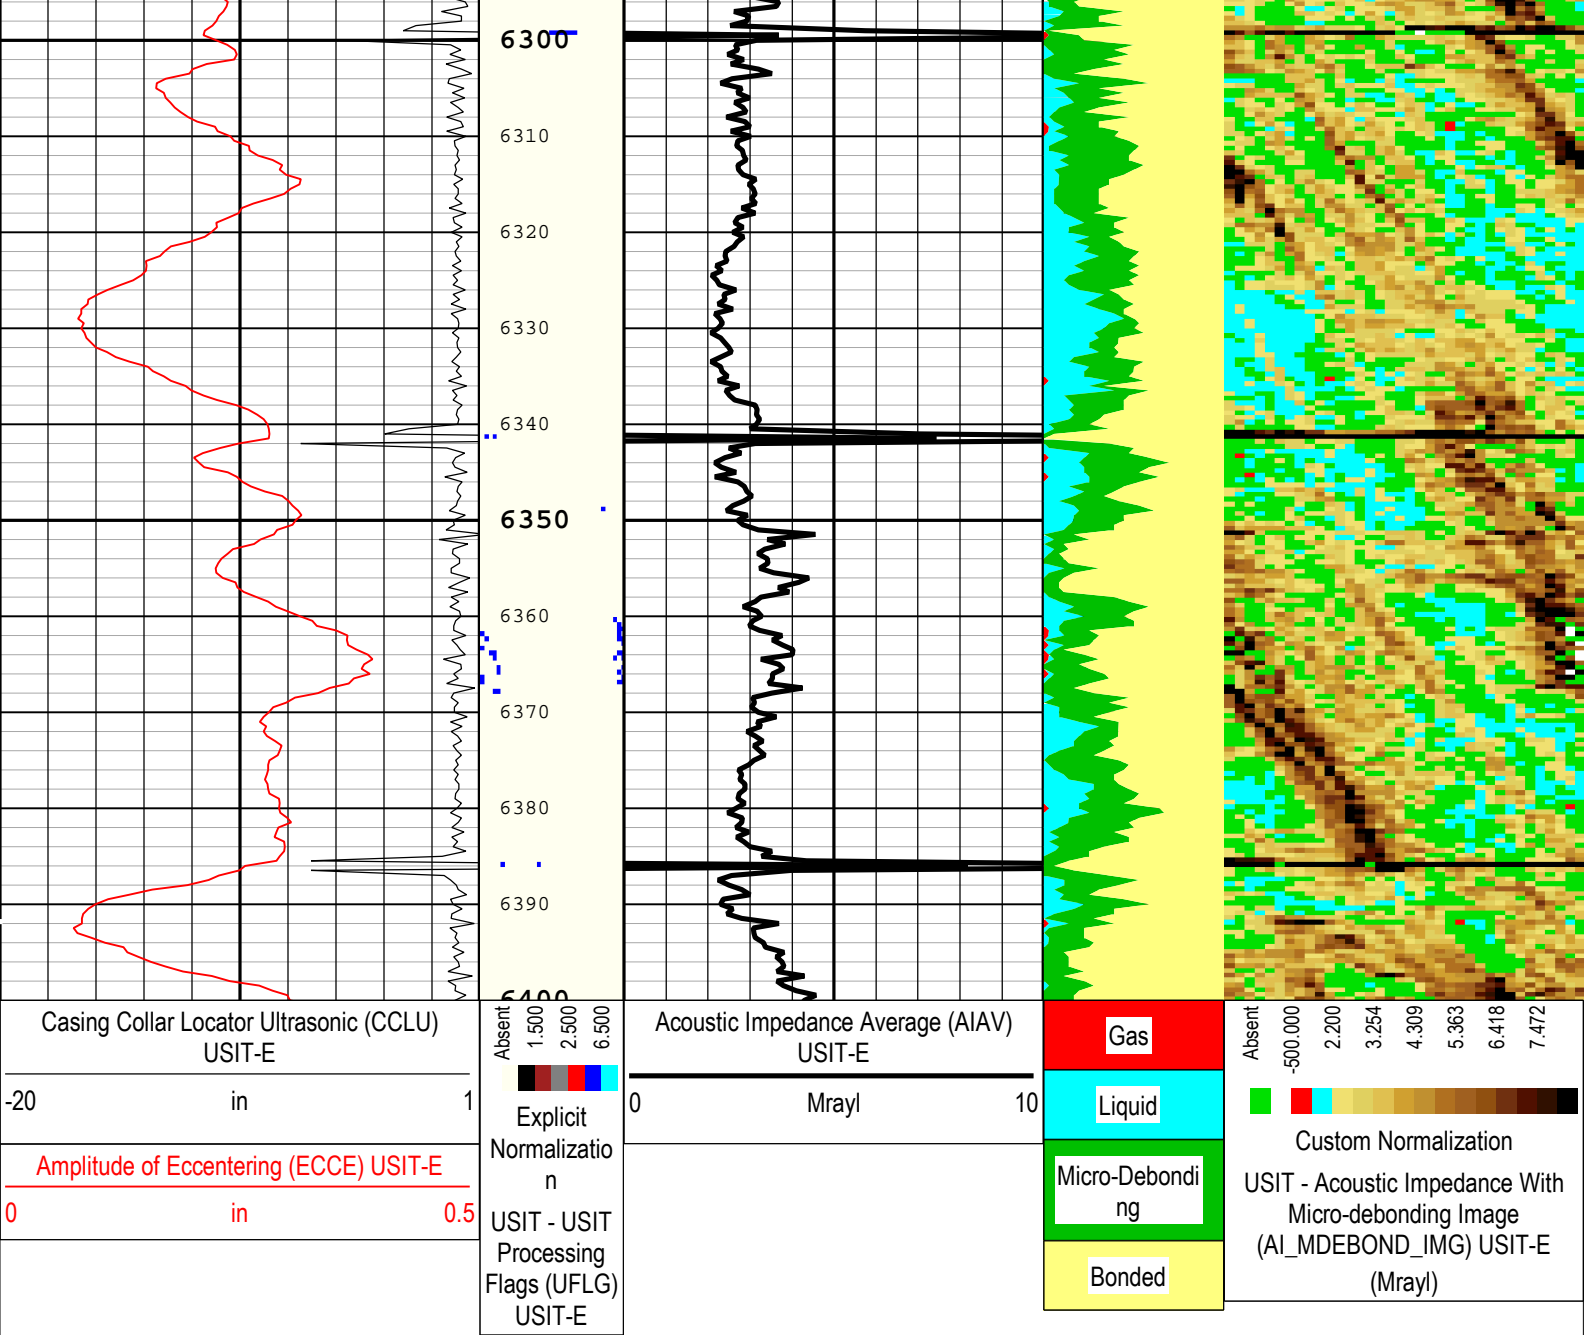 6300
6310
6320
6330
6340
6350
6360
6370
6380
6390
6400
Casing Collar Locator Ultrasonic (CCLU)
USIT-E
-20 in 1
Amplitude of Eccentering (ECCE) USIT-E
0 in 0.5
Absent
1.500
2.500
6.500
Explicit
Normalizatio
n
USIT - USIT
Processing
Flags (UFLG)
USIT-E
Acoustic Impedance Average (AIAV)
USIT-E
0 Mrayl 10
Gas
Liquid
Micro-Debondi
ng
Bonded
Absent
-500.000
2.200
3.254
4.309
5.363
6.418
7.472
Custom Normalization
USIT - Acoustic Impedance With
Micro-debonding Image
(AI_MDEBOND_IMG) USIT-E
(Mrayl)